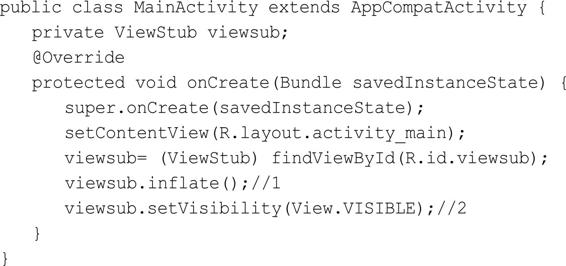 public class MainActivity extends AppCompatActivity {
    private ViewStub viewsub;
    @Override
    protected void onCreate(Bundle savedInstanceState) {
        super.onCreate(savedInstanceState);
        setContentView(R.layout.activity_main);
        viewsub= (ViewStub) findViewById(R.id.viewsub);
        viewsub.inflate();//1
        viewsub.setVisibility(View.VISIBLE);//2
    }
}